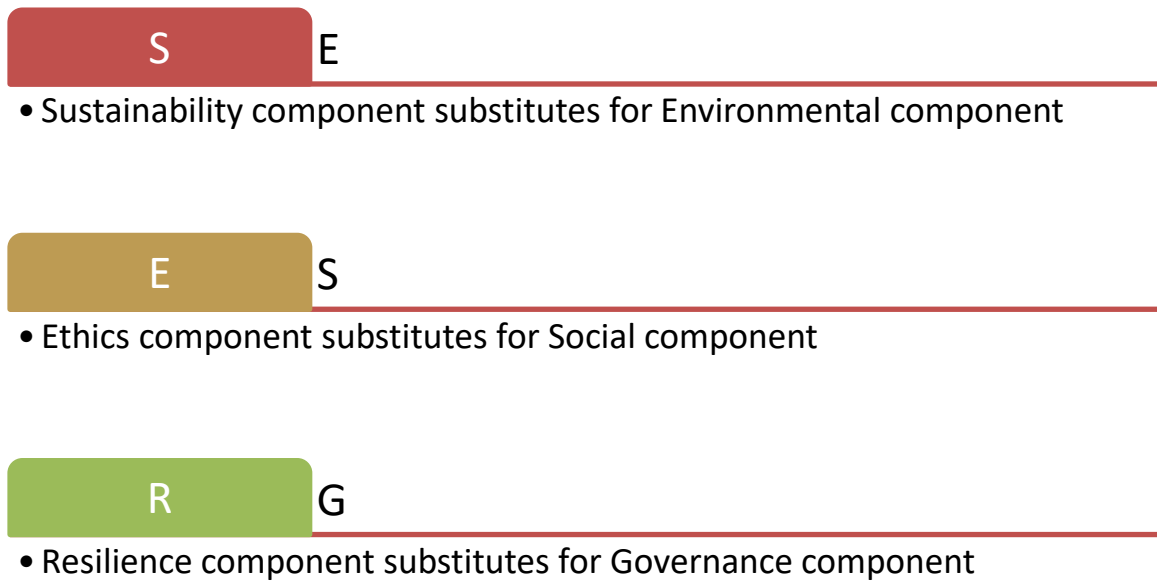 S E
• Sustainability component substitutes for Environmental component
E S
• Ethics component substitutes for Social component
R G
• Resilience component substitutes for Governance component